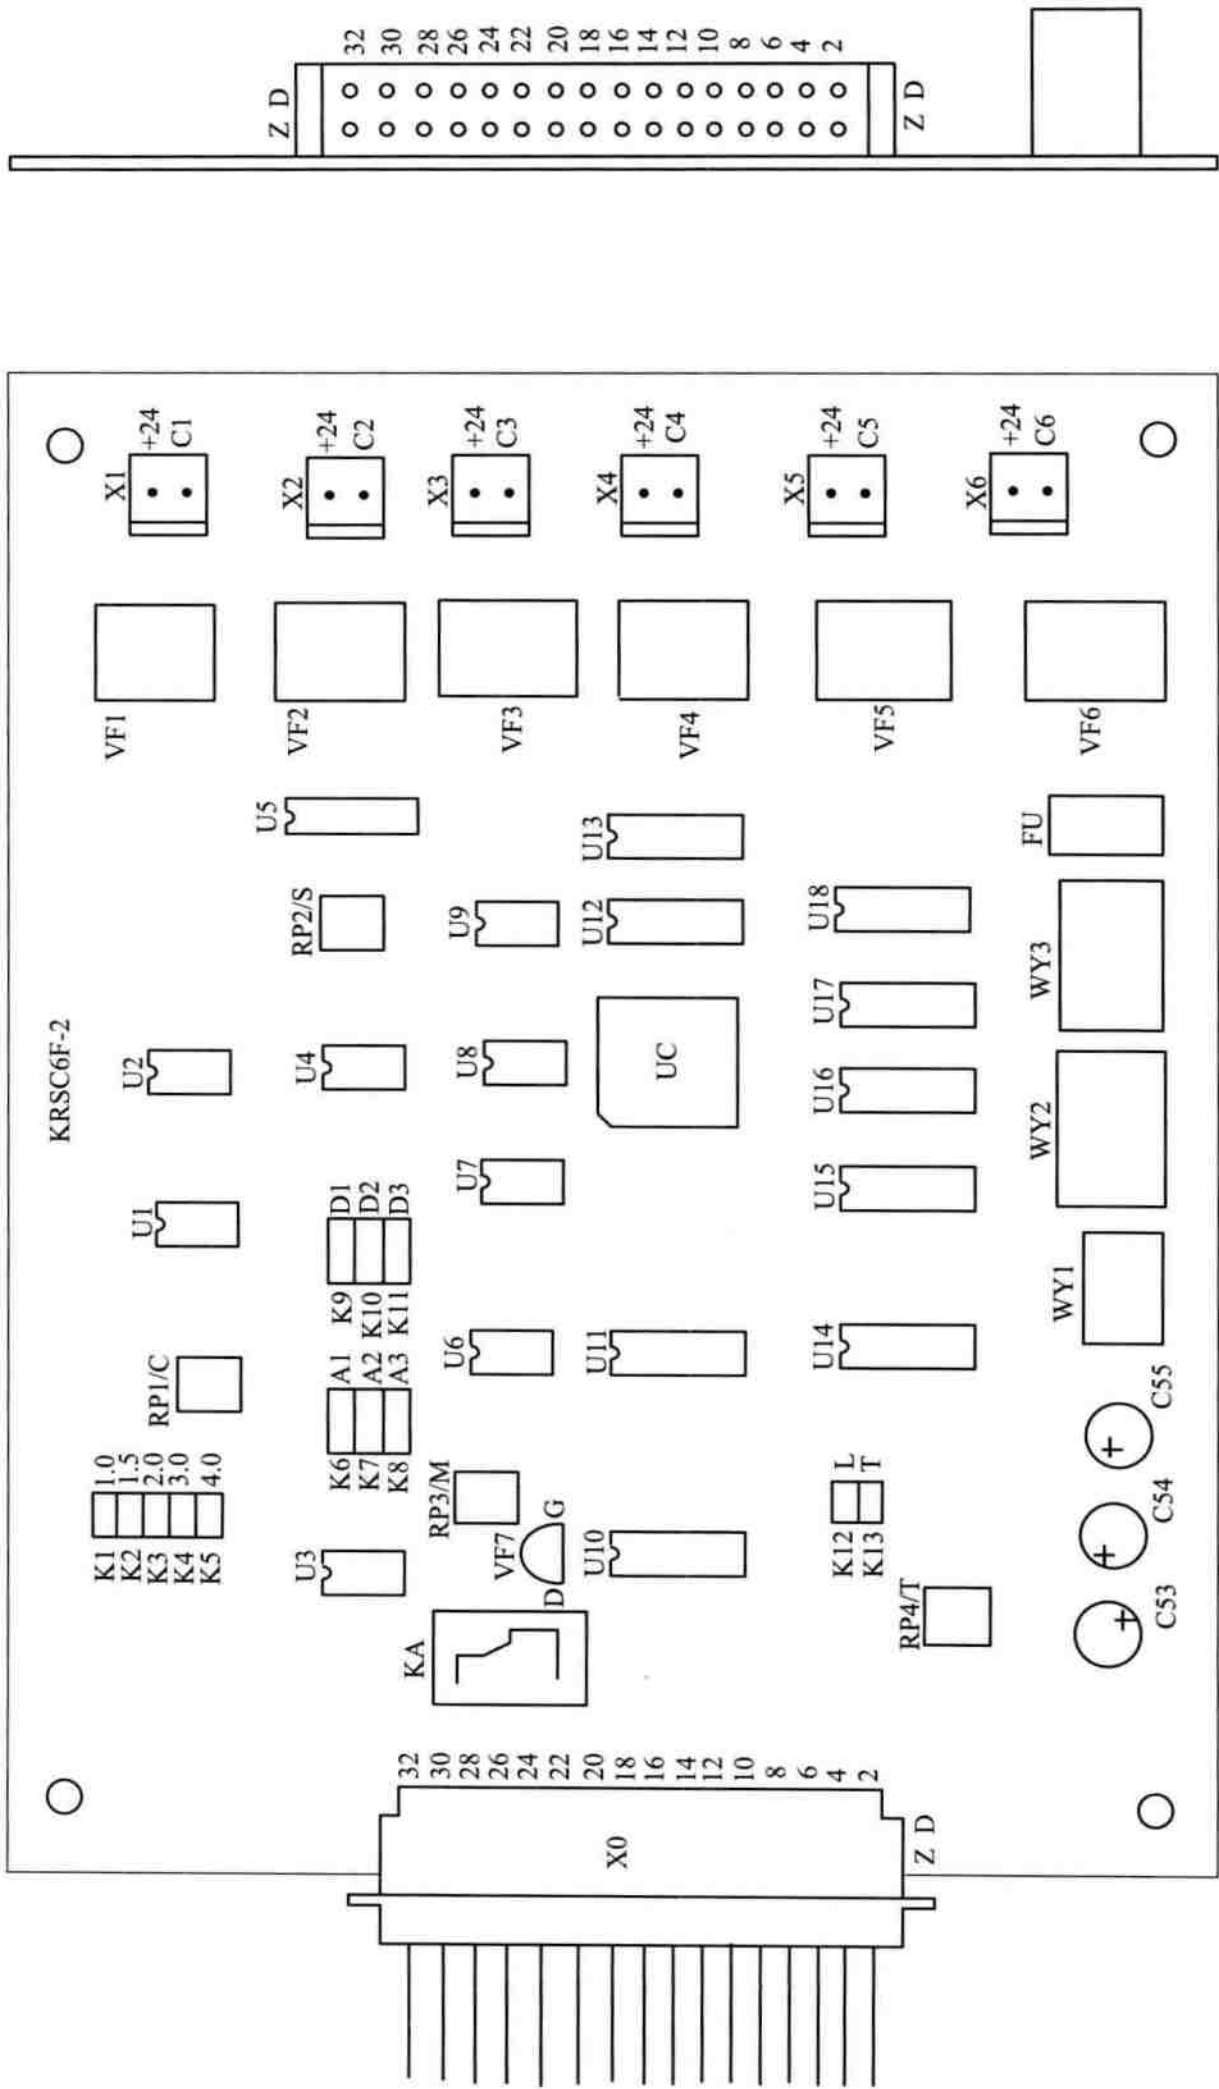 Z D
32
30
28
26
24
22
20
18
16
14
12
10
8
6
4
2
Z D
KRSC6F-2
X1
+24
C1
X2
+24
C2
X3
+24
C3
X4
+24
C4
X5
+24
C5
X6
+24
C6
VF1
VF2
VF3
VF4
VF5
VF6
U5
U13
FU
RP2/S
U9
U12
U18
U17
WY3
U2
U4
U8
UC
U16
WY2
U1
K9 D1
K10 D2
K11 D3
U7
U15
WY1
RP1/C
K6 A1
K7 A2
K8 A3
U6
U11
U14
C55
K1 1.0
K2 1.5
K3 2.0
K4 3.0
K5 4.0
U3
RP3/M
VF7
D G
U10
K12 L
K13 T
C54
KA
RP4/T
C53
32
30
28
26
24
22
20
18
16
14
12
10
8
6
4
2
X0
Z D